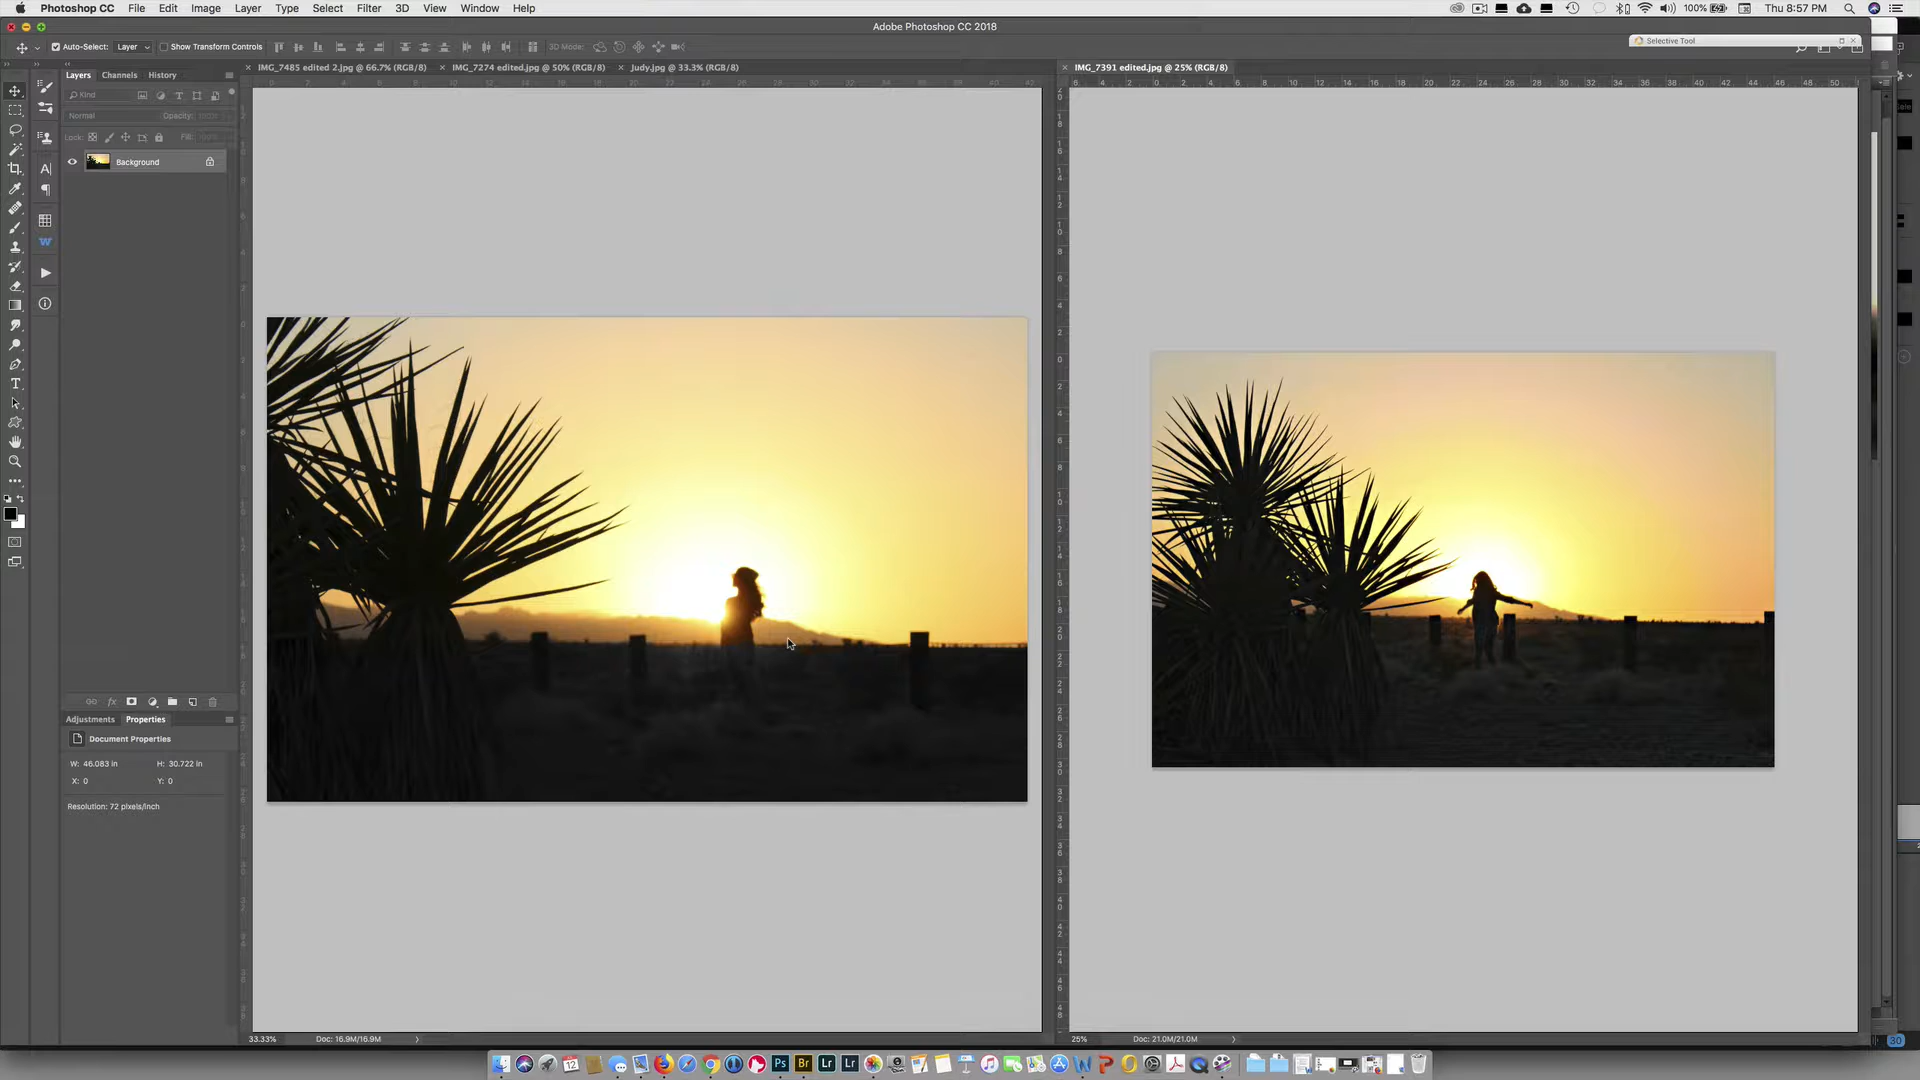 Photoshop CC File Edit Image Layer Type Select Filter 3D View Window Help 100% Thu 8:57 PM
Adobe Photoshop CC 2018
Auto-Select: Layer Show Transform Controls 3D Mode: Selective Tool
Layers Channels History
IMG_7485 edited 2.jpg @ 66.7% (RGB/8) IMG_7274 edited.jpg @ 50% (RGB/8) Judy.jpg @ 33.3% (RGB/8) IMG_7391 edited.jpg @ 25% (RGB/8)
Kind
Normal Opacity:
Lock: Fill:
Background
Adjustments Properties
Document Properties
W: 46.083 in H: 30.722 in
X: 0 Y: 0
Resolution: 72 pixels/inch
33.33% Doc: 16.9M/16.9M 25% Doc: 21.0M/21.0M 30
Ps Br Lr Lr